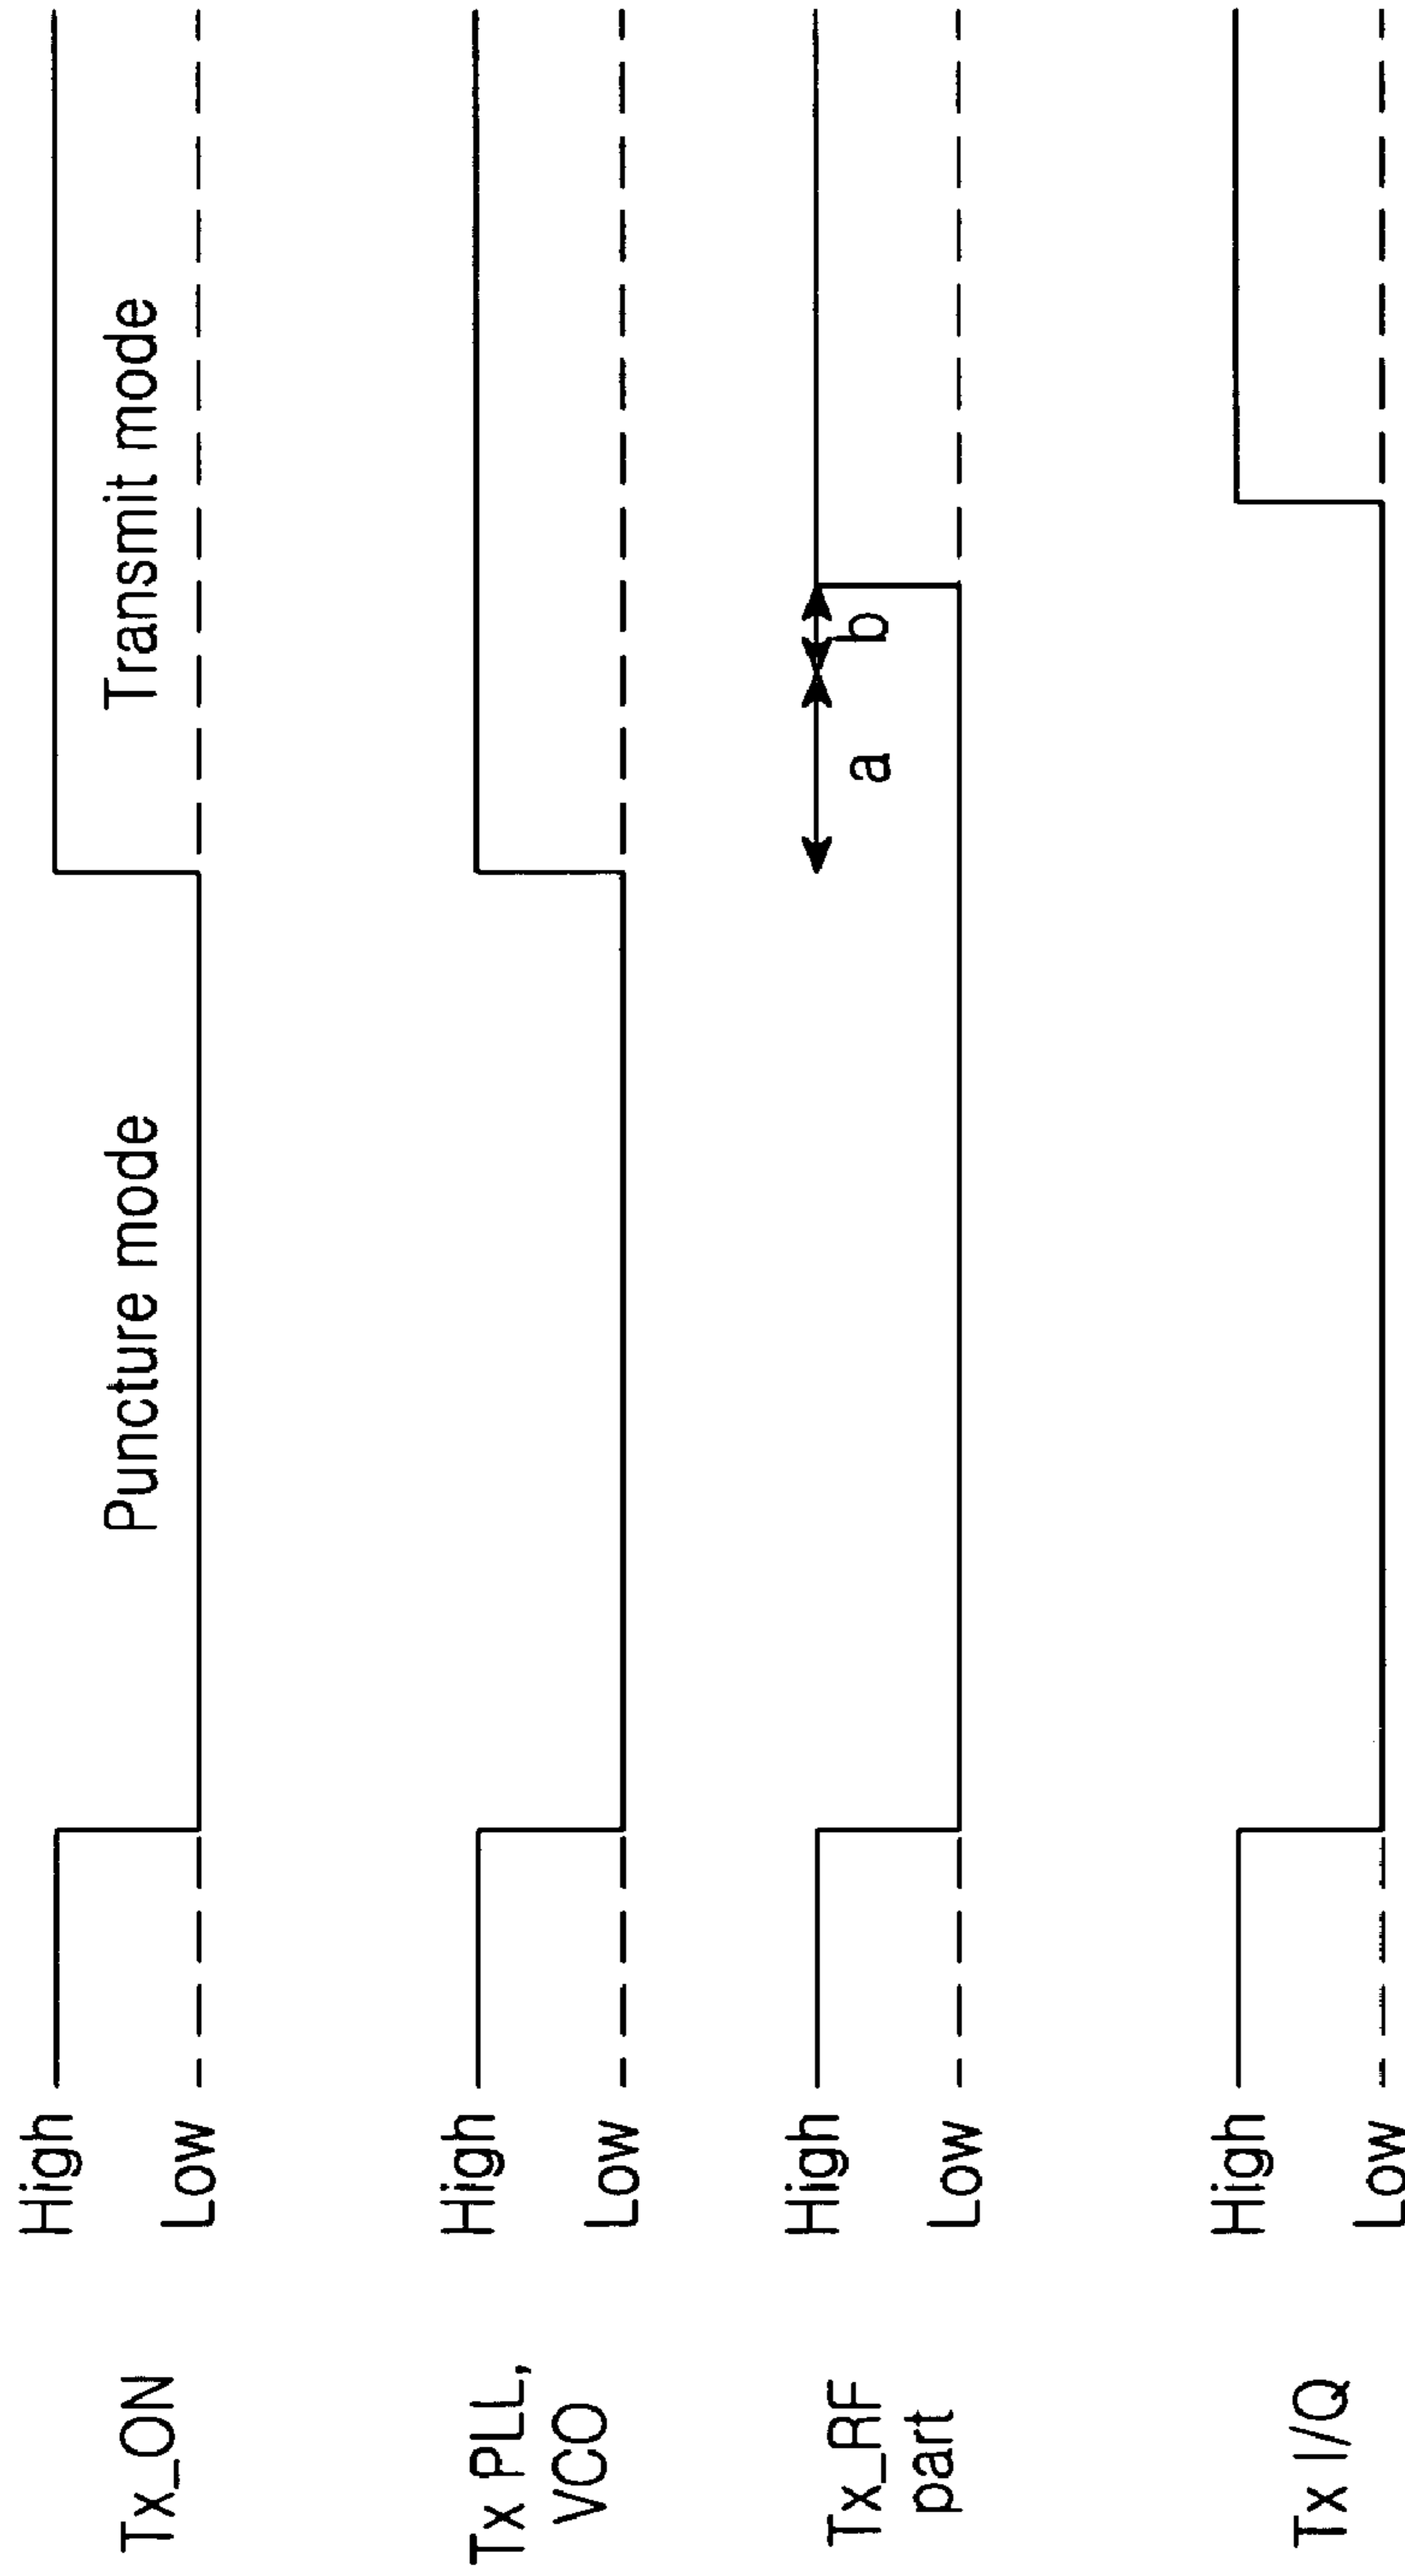 Tx_ON
High
Low
Puncture mode
Transmit mode
Tx PLL,
VCO
High
Low
Tx_RF
part
High
Low
a
b
Tx I/Q
High
Low